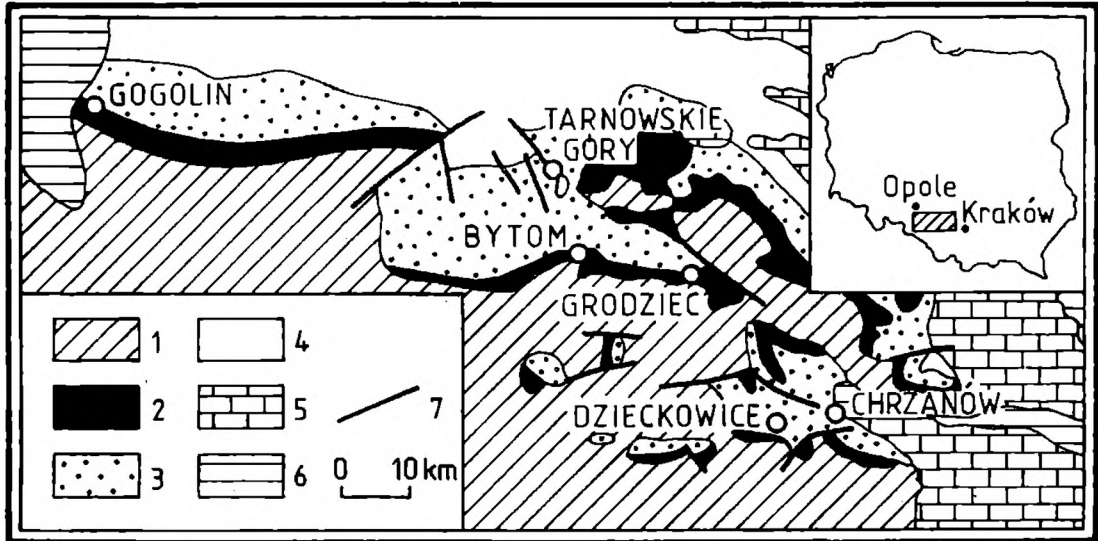 GOGOLIN
TARNOWSKIE
GÓRY
BYTOM
GRODZIEC
DZIECKOWICE
CHRZANÓW
Opole
Kraków
1
2
3
4
5
6
7
0 10 km